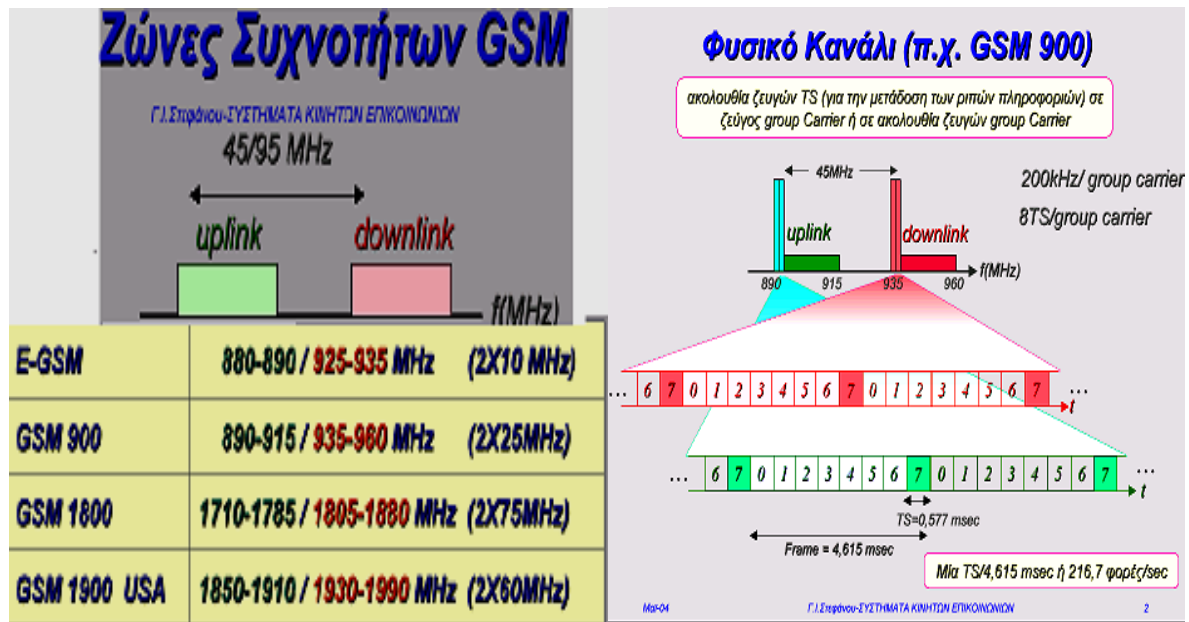 Ζώνες Συχνοτήτων GSM
Γ.Ι.Στεφάνου-ΣΥΣΤΗΜΑΤΑ ΚΙΝΗΤΩΝ ΕΠΙΚΟΙΝΩΝΙΩΝ
45/95 MHz
uplink downlink
f(MHz)
E-GSM 880-890 / 925-935 MHz (2X10 MHz)
GSM 900 890-915 / 935-960 MHz (2X25MHz)
GSM 1800 1710-1785 / 1805-1880 MHz (2X75MHz)
GSM 1900 USA 1850-1910 / 1930-1990 MHz (2X60MHz)
Φυσικό Κανάλι (π.χ. GSM 900)
ακολουθία ζευγών TS (για την μετάδοση των ριπών πληροφοριών) σε
ζεύγος group Carrier ή σε ακολουθία ζευγών group Carrier
45MHz
200kHz/ group carrier
8TS/group carrier
uplink downlink
f(MHz)
890 915 935 960
... 6 7 0 1 2 3 4 5 6 7 0 1 2 3 4 5 6 7 ...
t
... 6 7 0 1 2 3 4 5 6 7 0 1 2 3 4 5 6 7 ...
t
TS=0,577 msec
Frame = 4,615 msec
Μία TS/4,615 msec ή 216,7 φορές/sec
Μαϊ-04 Γ.Ι.Στεφάνου-ΣΥΣΤΗΜΑΤΑ ΚΙΝΗΤΩΝ ΕΠΙΚΟΙΝΩΝΙΩΝ 2